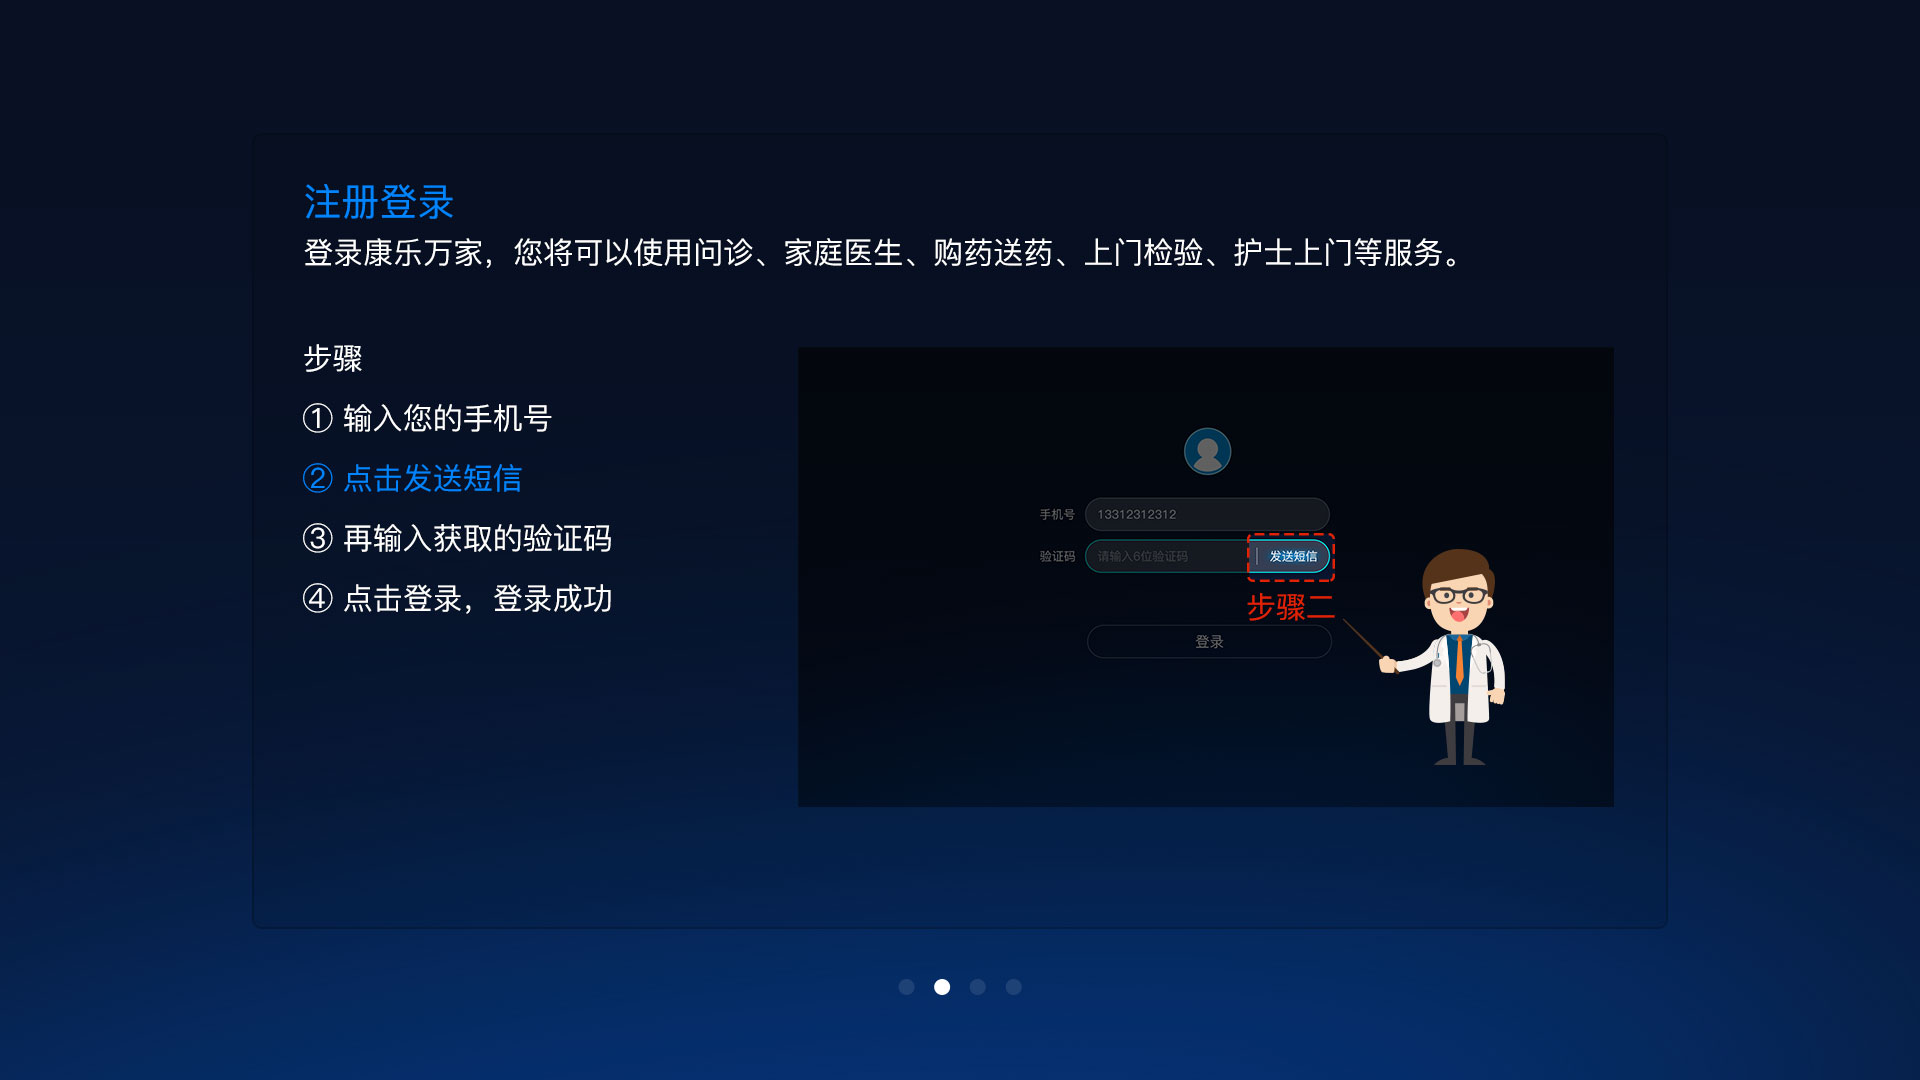 注册登录
登录康乐万家，您将可以使用问诊、家庭医生、购药送药、上门检验、护士上门等服务。
步骤
① 输入您的手机号
② 点击发送短信
③ 再输入获取的验证码
④ 点击登录，登录成功
手机号 13312312312
验证码 请输入6位验证码 发送短信
步骤二
登录